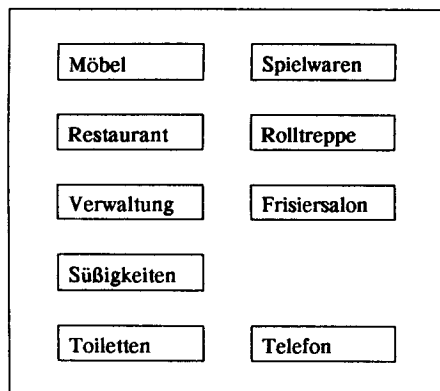 Möbel
Spielwaren
Restaurant
Rolltreppe
Verwaltung
Frisiersalon
Süßigkeiten
Toiletten
Telefon